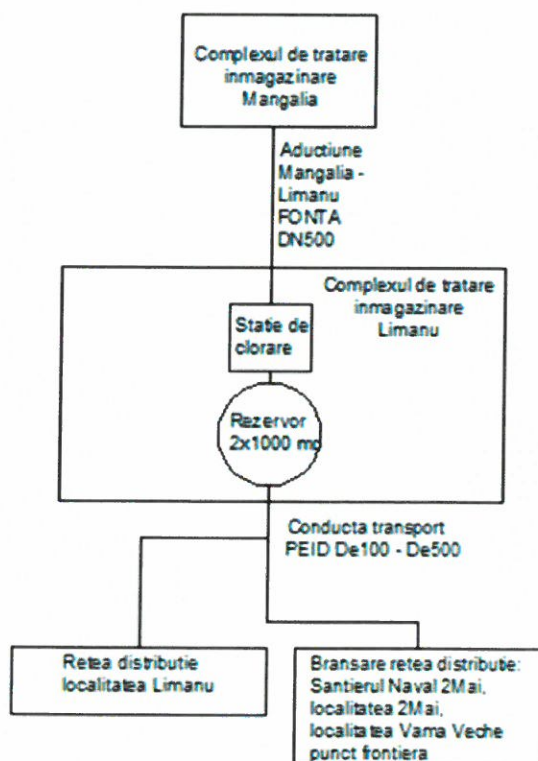 Complexul de tratare
inmagazinare
Mangalia
Aductiune
Mangalia -
Limanu
FONTA
DN500
Complexul de tratare
inmagazinare
Limanu
Statie de
clorare
Rezervor
2x1000 mc
Conducta transport
PEID De100 - De500
Retea distributie
localitatea Limanu
Bransare retea distributie:
Santierul Naval 2Mai,
localitatea 2Mai,
localitatea Vama Veche
punct frontiera